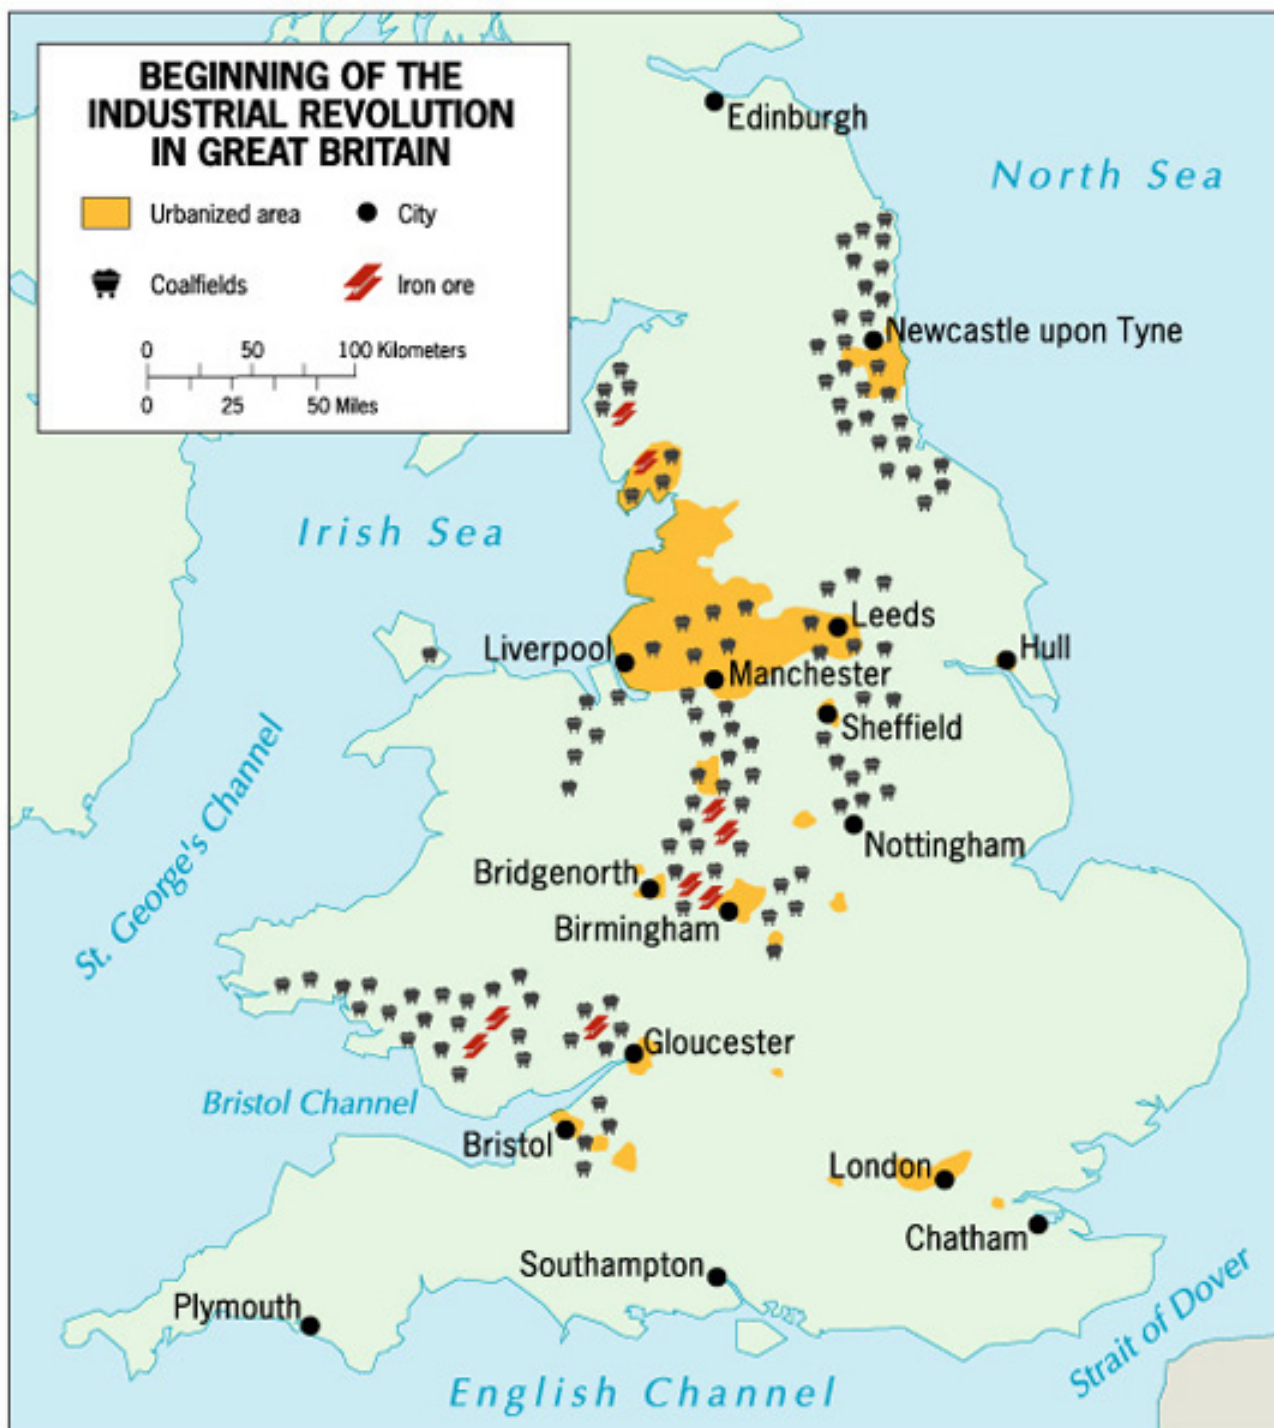 BEGINNING OF THE
INDUSTRIAL REVOLUTION
IN GREAT BRITAIN
Urbanized area
City
Coalfields
Iron ore
0 50 100 Kilometers
0 25 50 Miles
Edinburgh
North Sea
Newcastle upon Tyne
Irish Sea
Leeds
Liverpool
Hull
Manchester
Sheffield
St. George's Channel
Nottingham
Bridgenorth
Birmingham
Gloucester
Bristol Channel
Bristol
London
Chatham
Southampton
Plymouth
Strait of Dover
English Channel